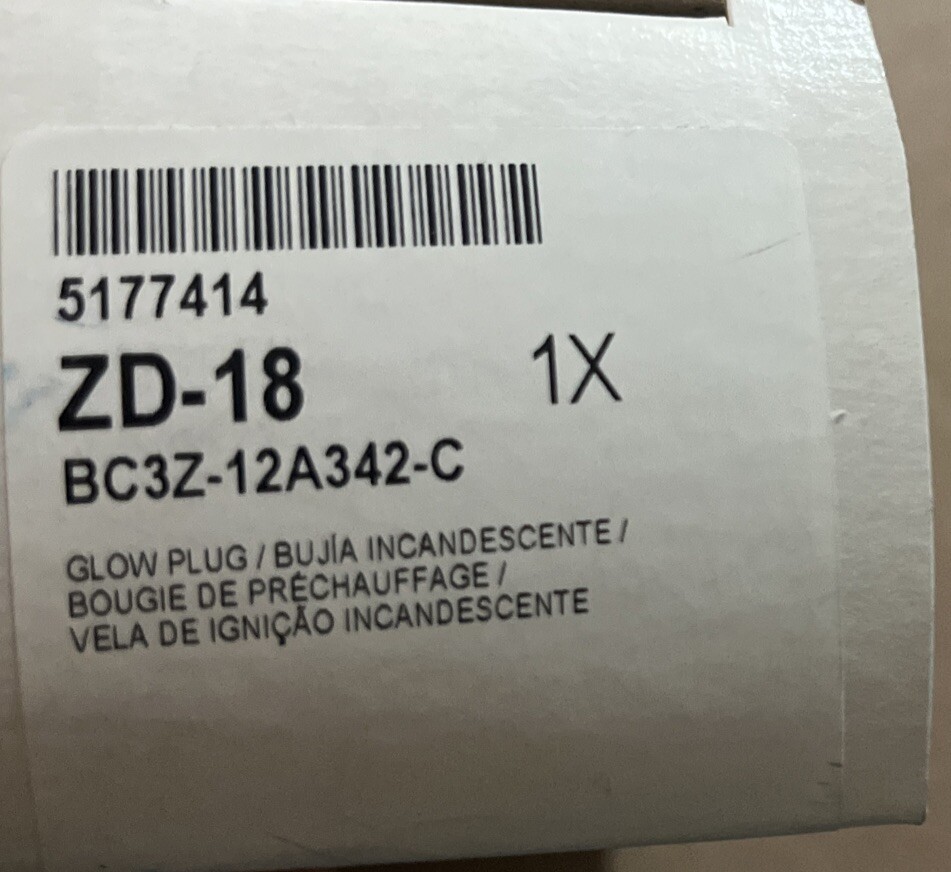 5177414
ZD-18
1X
BC3Z-12A342-C
GLOW PLUG / BUJÍA INCANDESCENTE /
BOUGIE DE PRÉCHAUFFAGE /
VELA DE IGNIÇÃO INCANDESCENTE